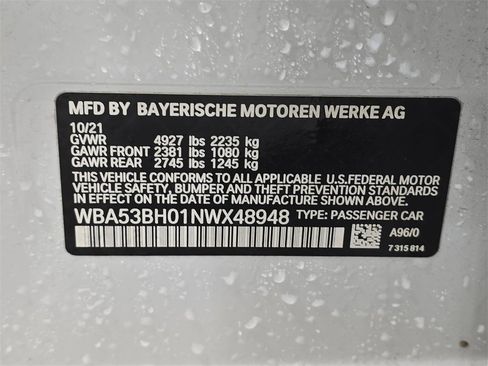 MFD BY BAYERISCHE MOTOREN WERKE AG
10/21
GVWR 4927 lbs 2235 kg
GAWR FRONT 2381 lbs 1080 kg
GAWR REAR 2745 lbs 1245 kg
THIS VEHICLE CONFORMS TO ALL APPLICABLE U.S.FEDERAL MOTOR
VEHICLE SAFETY, BUMPER AND THEFT PREVENTION STANDARDS IN
EFFECT ON THE DATE OF MANUFACTURE SHOWN ABOVE.
WBA53BH01NWX48948 TYPE: PASSENGER CAR
A96/0
7 315 814